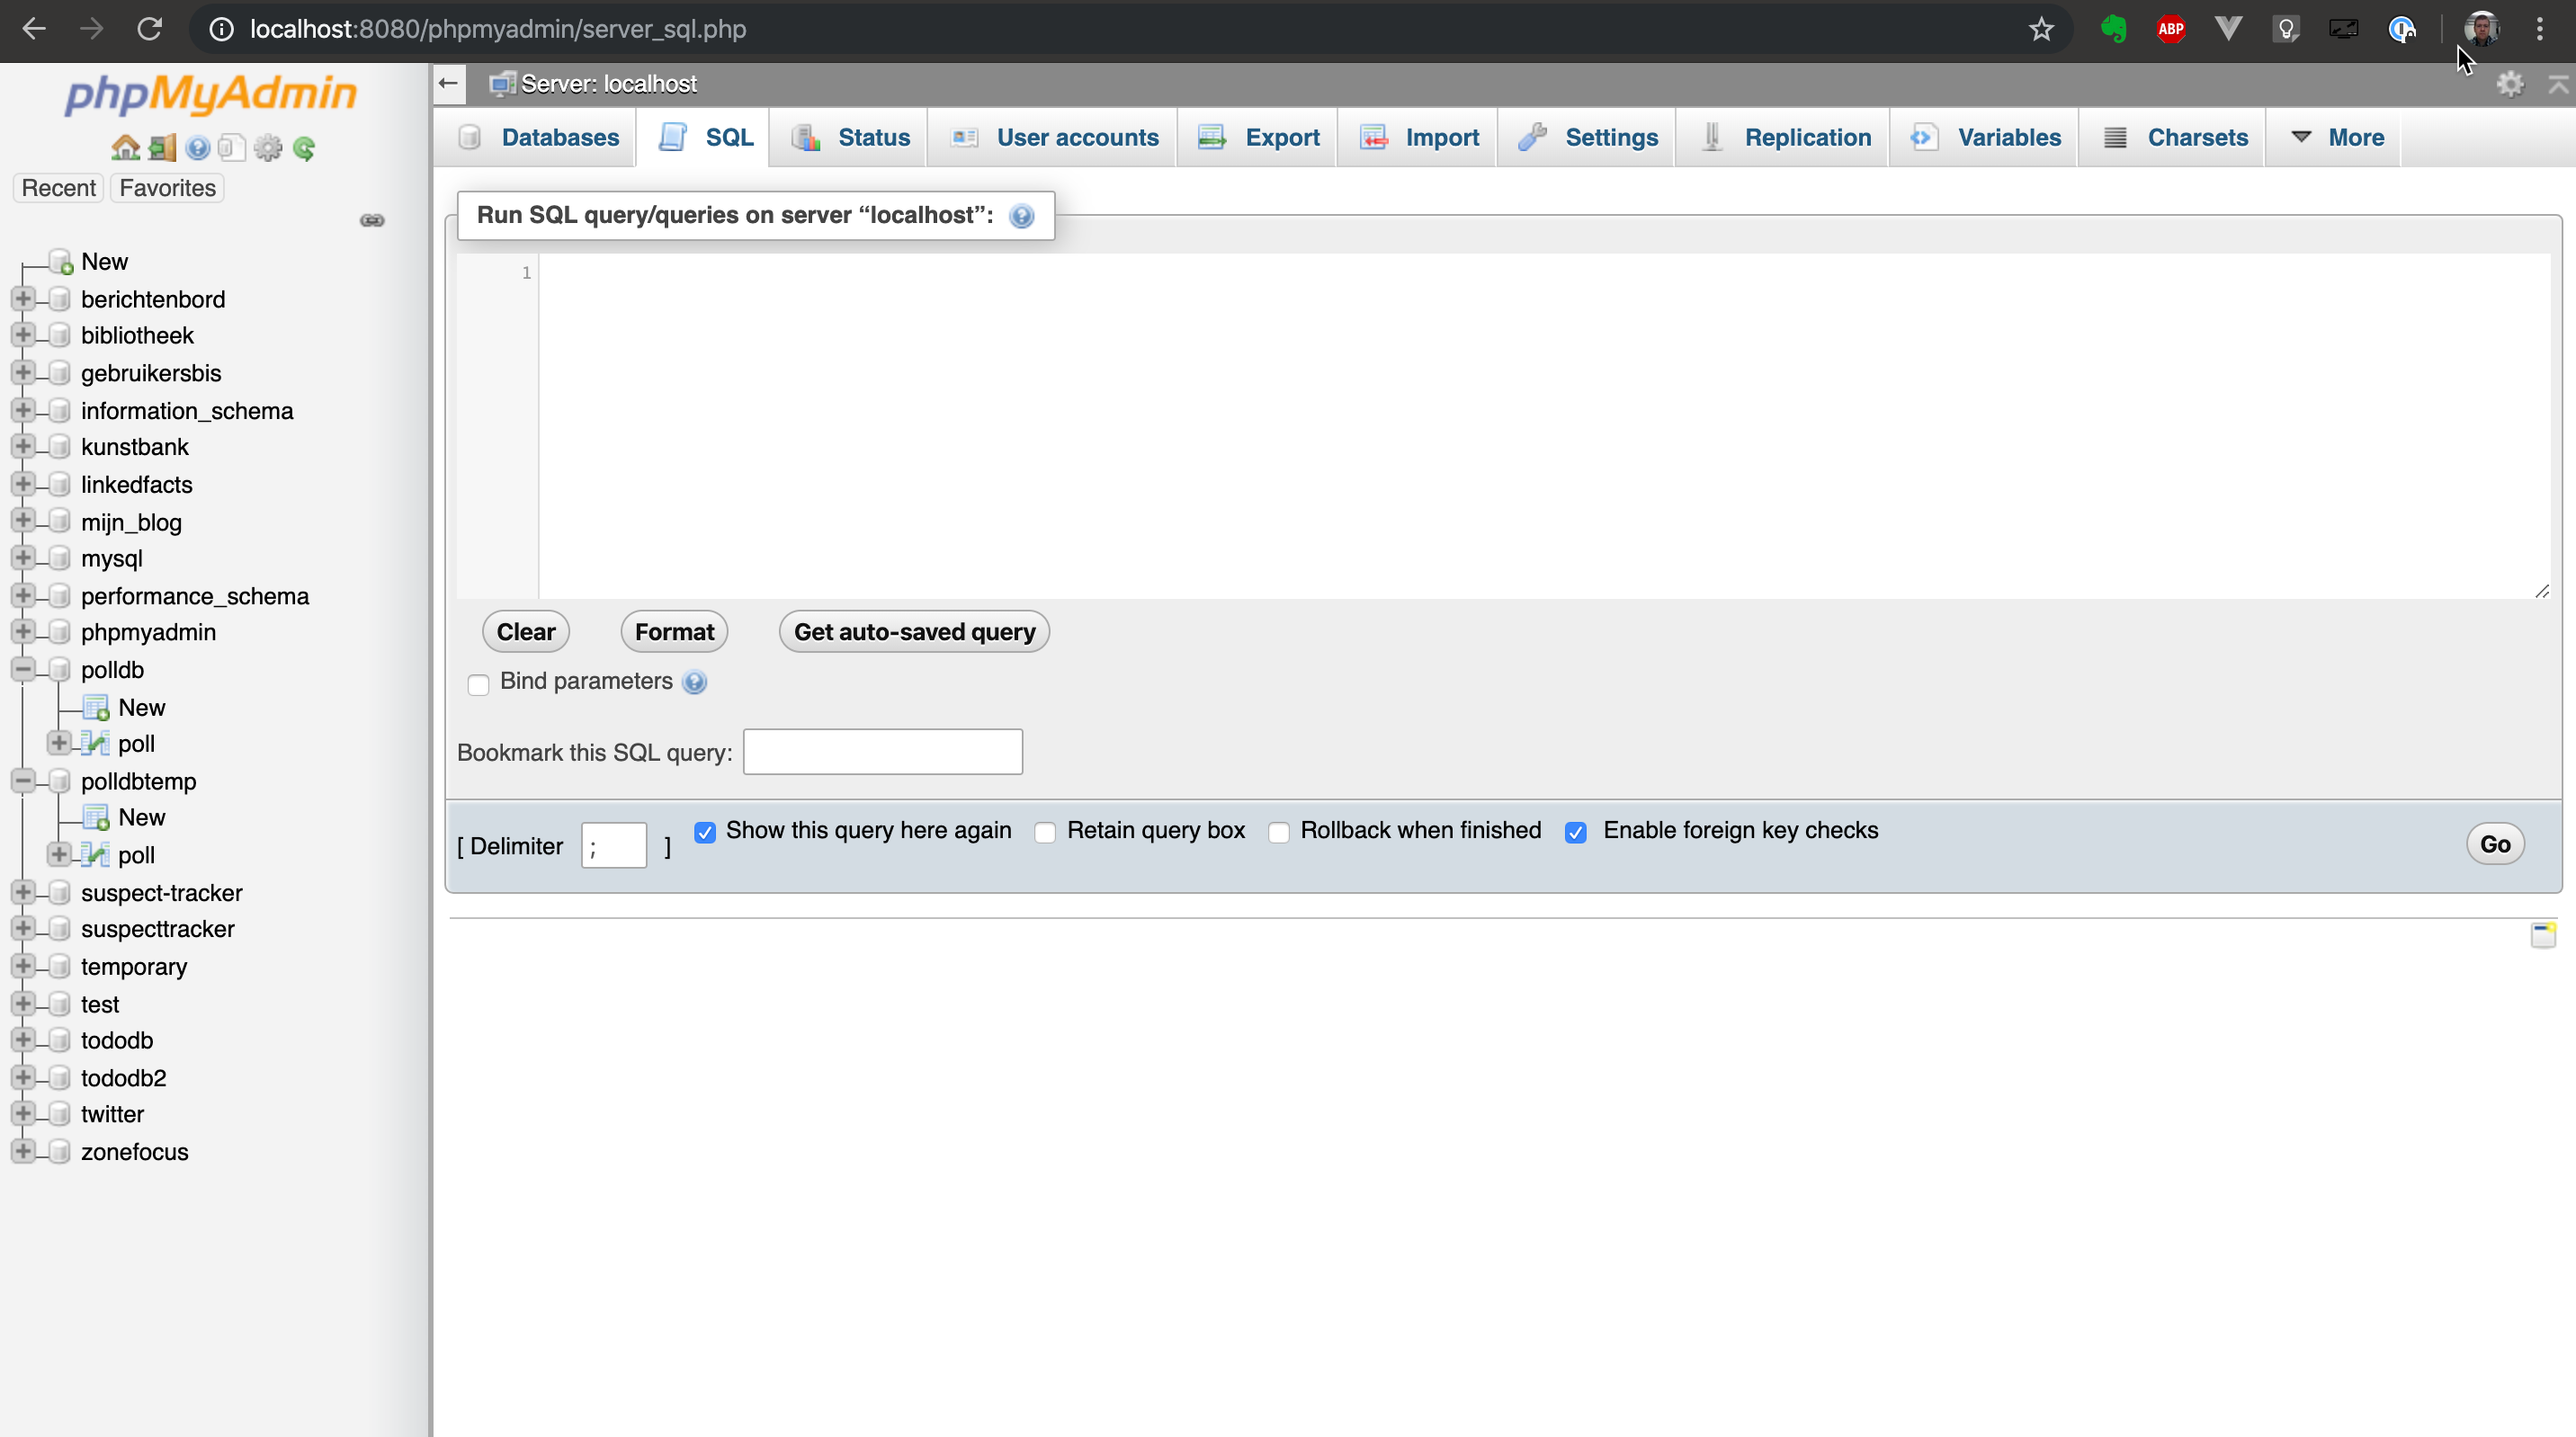 localhost:8080/phpmyadmin/server_sql.php
ABP
phpMyAdmin
Recent Favorites
New
berichtenbord
bibliotheek
gebruikersbis
information_schema
kunstbank
linkedfacts
mijn_blog
mysql
performance_schema
phpmyadmin
polldb
New
poll
polldbtemp
New
poll
suspect-tracker
suspecttracker
temporary
test
tododb
tododb2
twitter
zonefocus
Server: localhost
Databases SQL Status User accounts Export Import Settings Replication Variables Charsets More
Run SQL query/queries on server “localhost”:
1
Clear Format Get auto-saved query
Bind parameters
Bookmark this SQL query:
[ Delimiter ; ] Show this query here again Retain query box Rollback when finished Enable foreign key checks Go